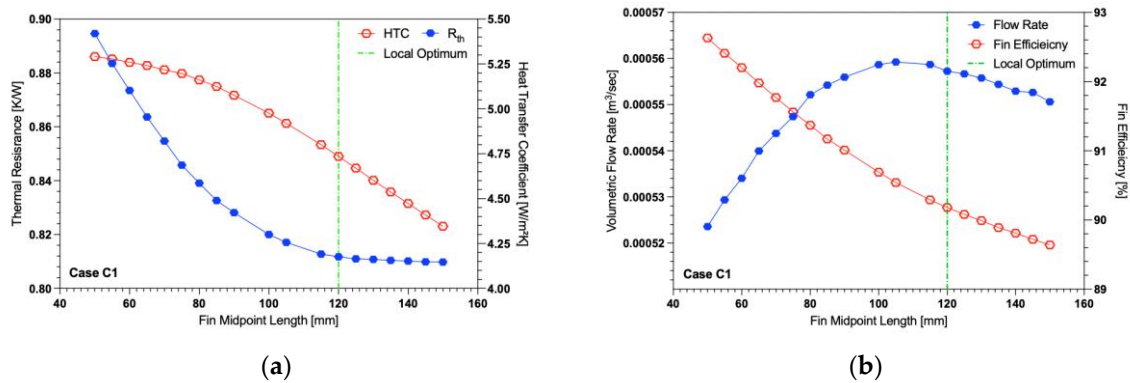 HTC R_th
Local Optimum
Thermal Resisrance [K/W]
0.90
0.88
0.86
0.84
0.82
0.80
Heat Transfer Coefficient [W/m²K]
5.50
5.25
5.00
4.75
4.50
4.25
4.00
Case C1
40 60 80 100 120 140 160
Fin Midpoint Length [mm]
(a)
Flow Rate
Fin Efficieicny
Local Optimum
Volumetric Flow Rate [m³/sec]
0.00057
0.00056
0.00055
0.00054
0.00053
0.00052
Fin Efficieicny [%]
93
92
91
90
89
Case C1
40 60 80 100 120 140 160
Fin Midpoint Length [mm]
(b)